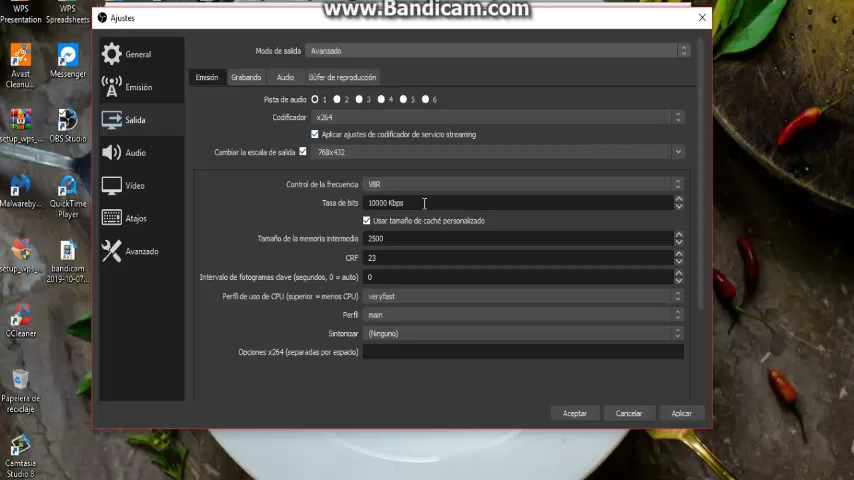 www.Bandicam.com
WPS Presentation
WPS Spreadsheets
Avast Cleanu...
Messenger
setup_wps_...
OBS Studio
Malwareby...
QuickTime Player
setup_wps_...
bandicam 2019-10-07...
CCleaner
Papelera de reciclaje
Camtasia Studio 8
Ajustes
General
Emisión
Salida
Audio
Vídeo
Atajos
Avanzado
Modo de salida Avanzado
Emisión Grabando Audio Búfer de reproducción
Pista de audio 1 2 3 4 5 6
Codificador x264
Aplicar ajustes de codificador de servicio streaming
Cambiar la escala de salida 768x432
Control de la frecuencia VBR
Tasa de bits 10000 Kbps
Usar tamaño de caché personalizado
Tamaño de la memoria intermedia 2500
CRF 23
Intervalo de fotogramas clave (segundos, 0 = auto) 0
Perfil de uso de CPU (superior = menos CPU) veryfast
Perfil main
Sintonizar (Ninguno)
Opciones x264 (separadas por espacio)
Aceptar Cancelar Aplicar